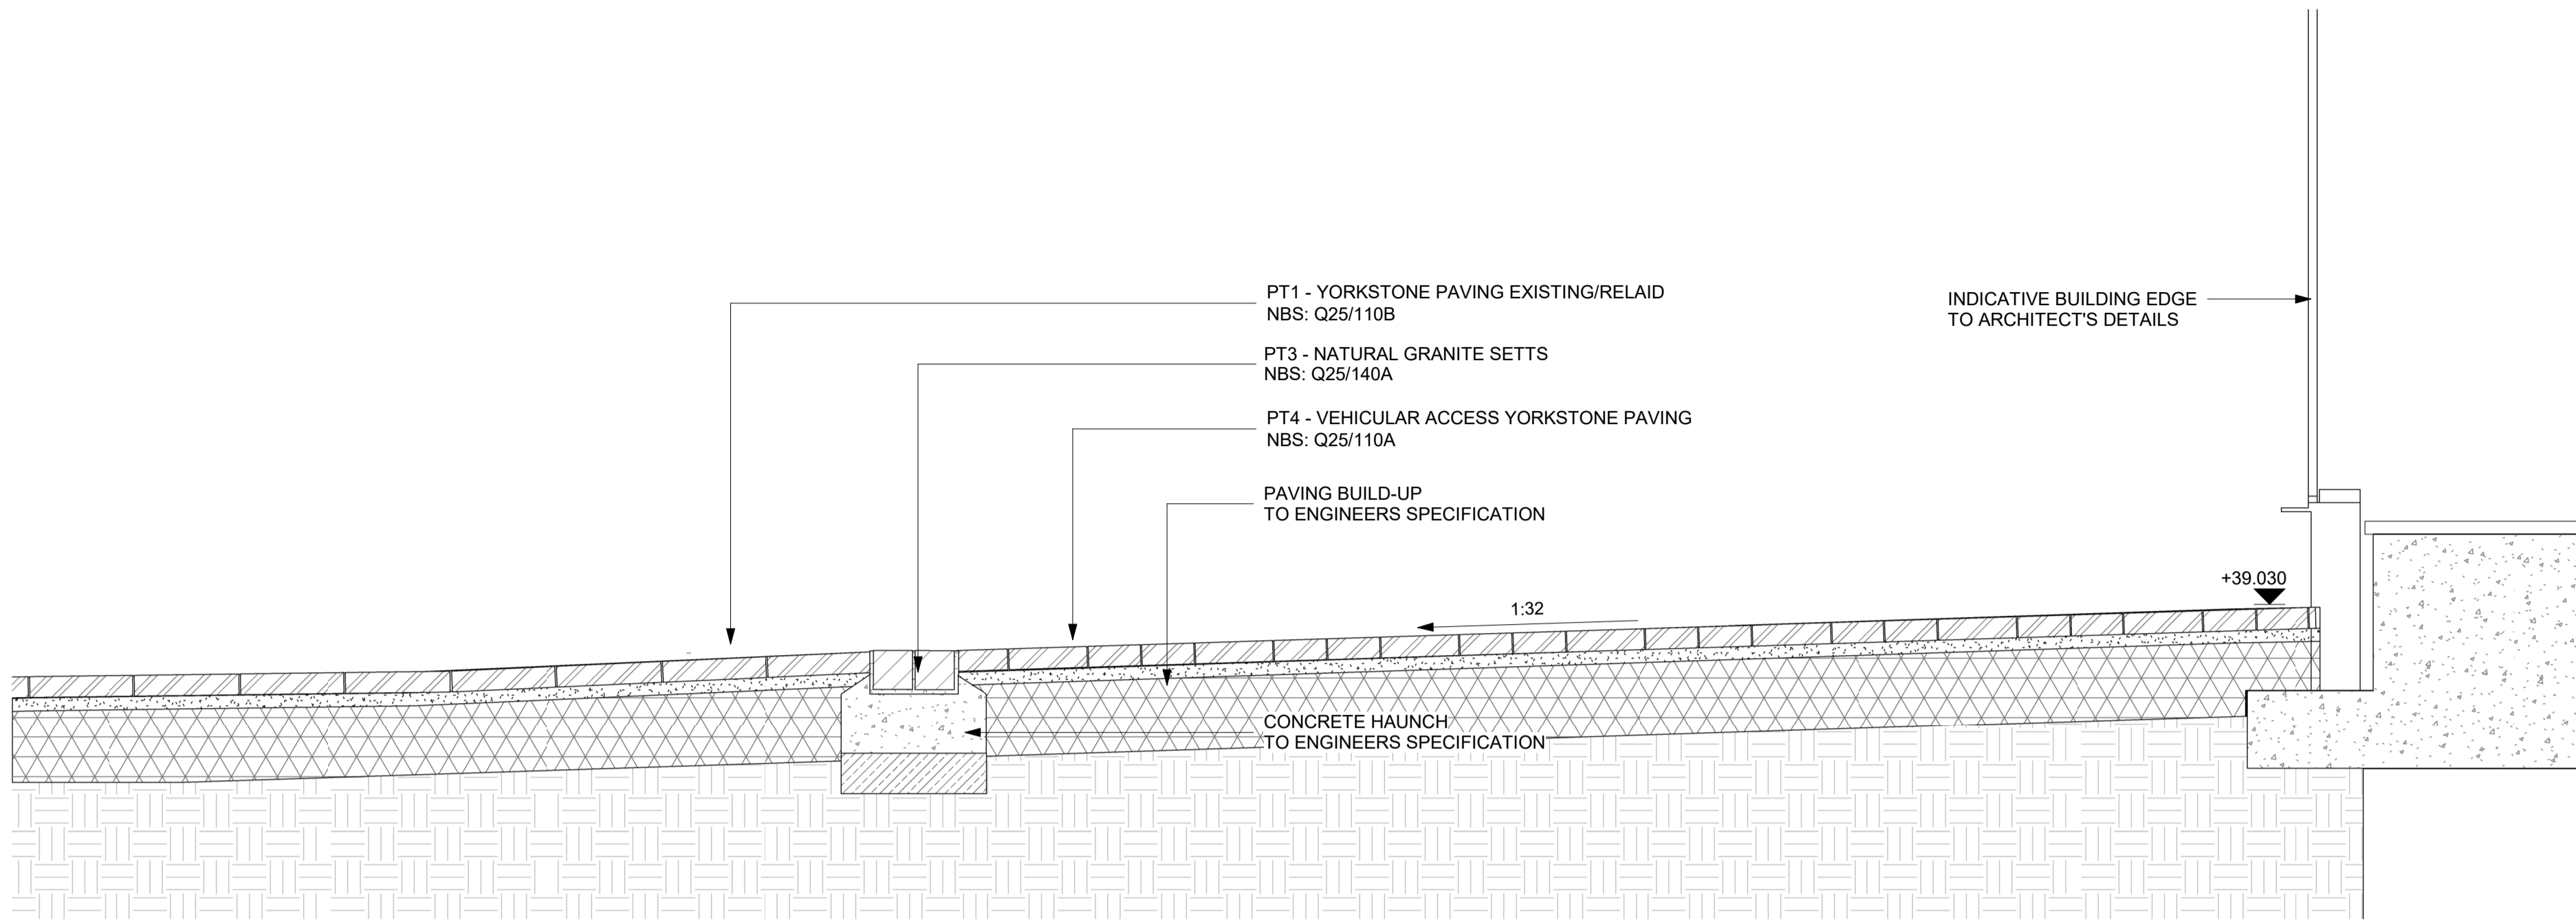 PT1 - YORKSTONE PAVING EXISTING/RELAID
NBS: Q25/110B
INDICATIVE BUILDING EDGE
TO ARCHITECT'S DETAILS
PT3 - NATURAL GRANITE SETTS
NBS: Q25/140A
PT4 - VEHICULAR ACCESS YORKSTONE PAVING
NBS: Q25/110A
PAVING BUILD-UP
TO ENGINEERS SPECIFICATION
+39.030
1:32
CONCRETE HAUNCH
TO ENGINEERS SPECIFICATION